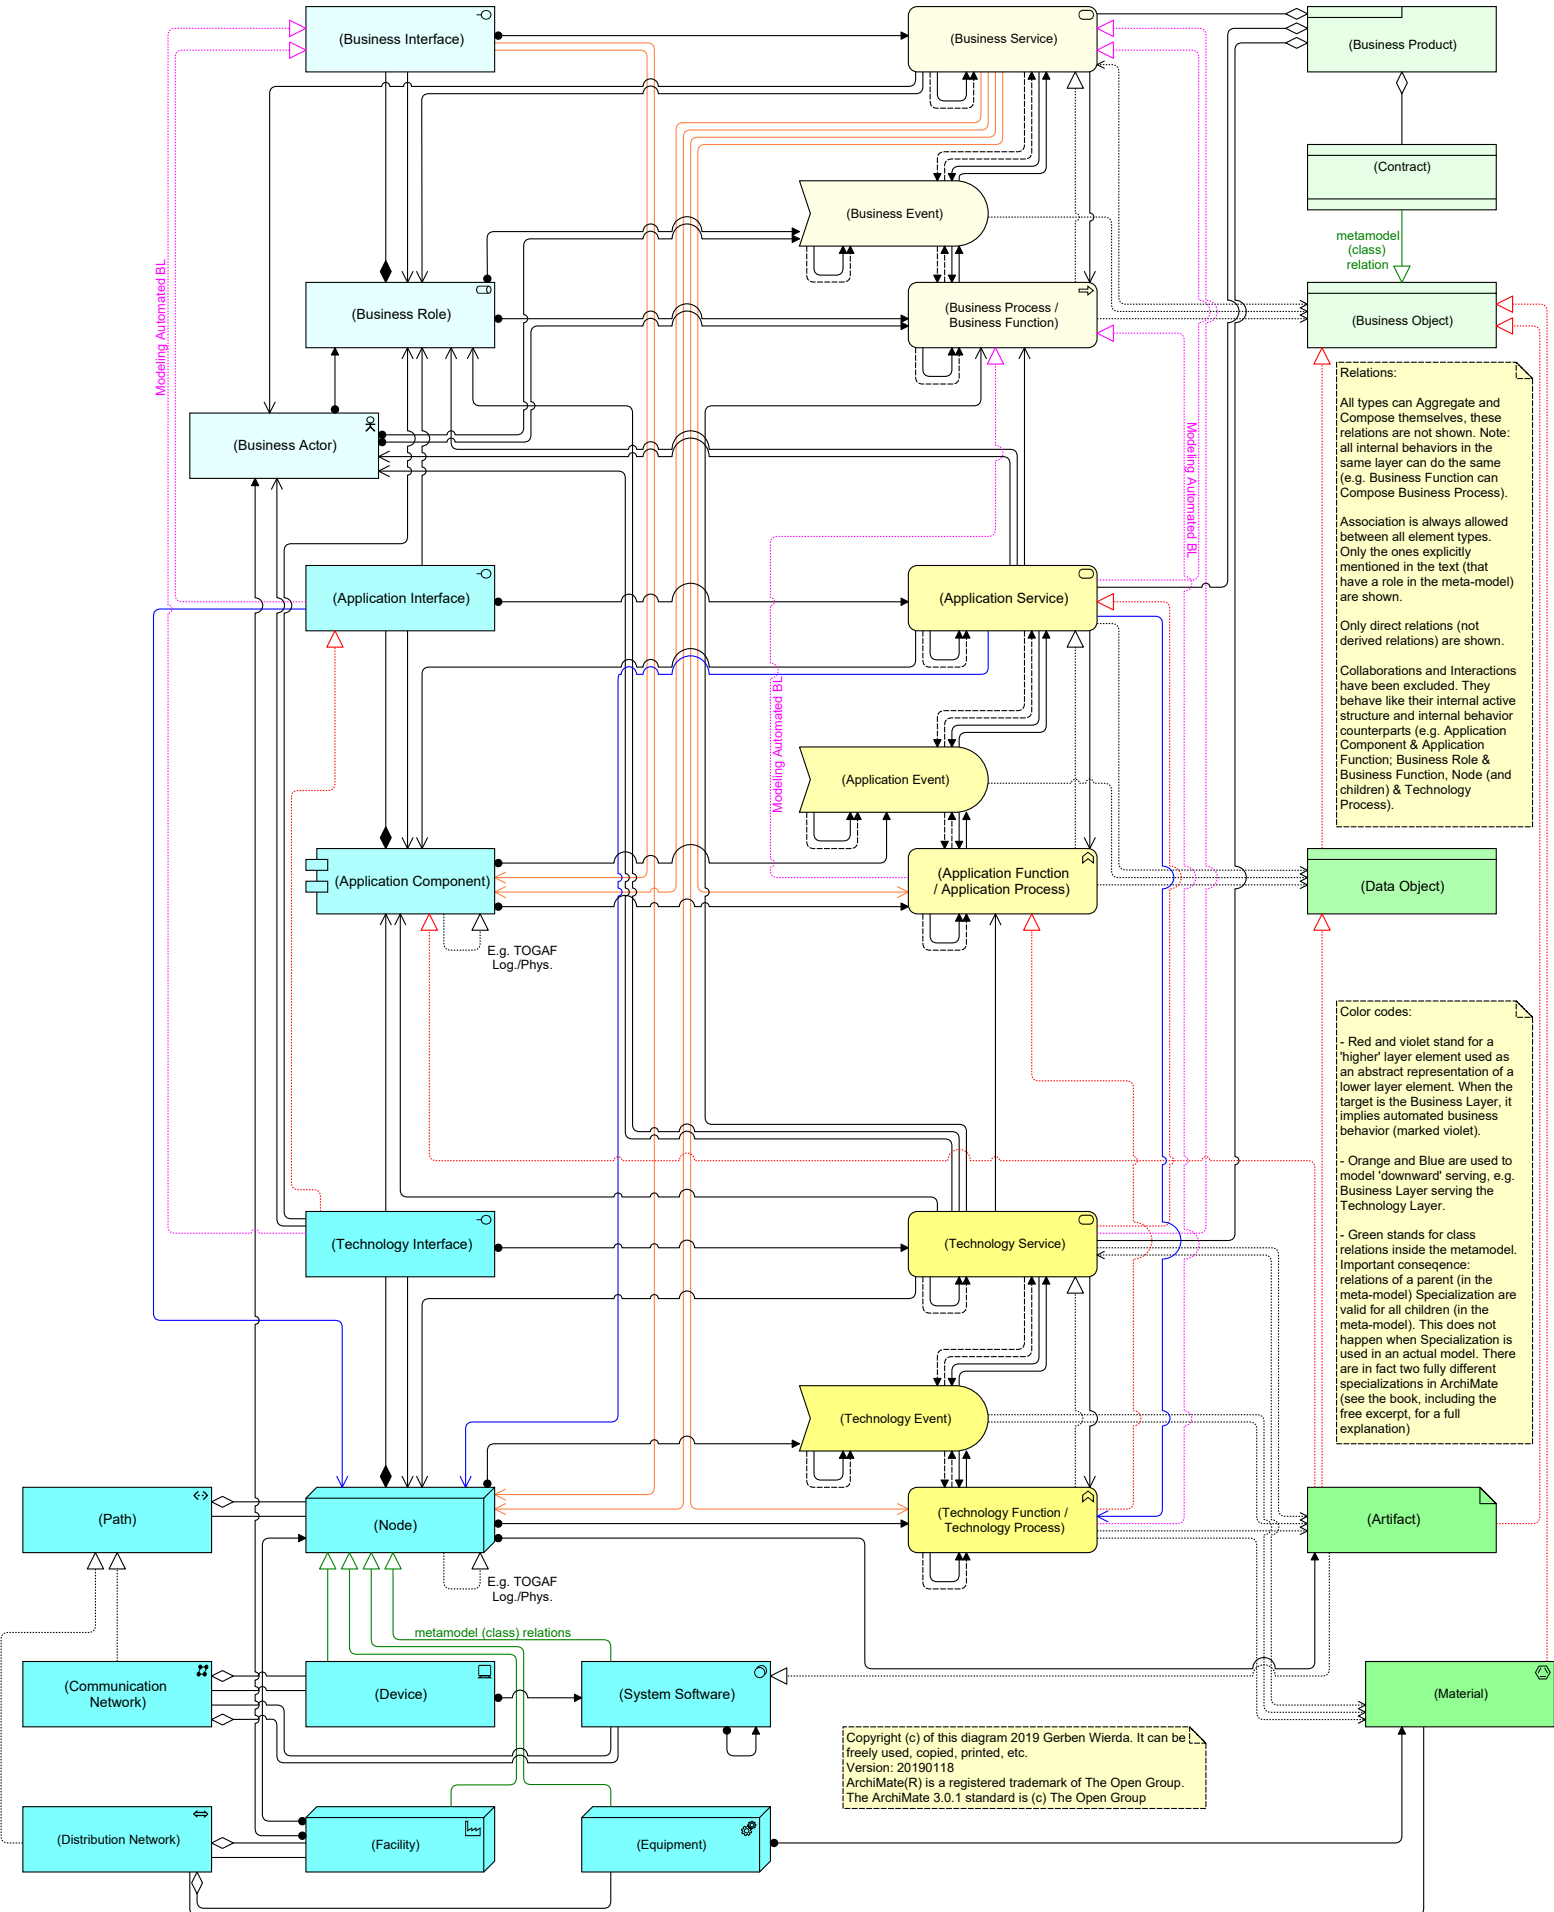 (Business Interface)
(Business Service)
(Business Product)
(Contract)
(Business Event)
metamodel
(class)
relation
Modeling Automated BL
(Business Role)
(Business Process /
Business Function)
(Business Object)
Relations:
All types can Aggregate and
Compose themselves, these
relations are not shown. Note:
all internal behaviors in the
same layer can do the same
(e.g. Business Function can
Compose Business Process).
Association is always allowed
between all element types.
Only the ones explicitly
mentioned in the text (that
have a role in the meta-model)
are shown.
Only direct relations (not
derived relations) are shown.
Collaborations and Interactions
have been excluded. They
behave like their internal active
structure and internal behavior
counterparts (e.g. Application
Component & Application
Function; Business Role &
Business Function, Node (and
children) & Technology
Process).
(Business Actor)
Modeling Automated BL
(Application Interface)
(Application Service)
Modeling Automated BL
(Application Event)
(Application Component)
(Application Function
/ Application Process)
(Data Object)
E.g. TOGAF
Log./Phys.
Color codes:
- Red and violet stand for a
'higher' layer element used as
an abstract representation of a
lower layer element. When the
target is the Business Layer, it
implies automated business
behavior (marked violet).
- Orange and Blue are used to
model 'downward' serving, e.g.
Business Layer serving the
Technology Layer.
- Green stands for class
relations inside the metamodel.
Important conseqence:
relations of a parent (in the
meta-model) Specialization are
valid for all children (in the
meta-model). This does not
happen when Specialization is
used in an actual model. There
are in fact two fully different
specializations in ArchiMate
(see the book, including the
free excerpt, for a full
explanation)
(Technology Interface)
(Technology Service)
(Technology Event)
(Path)
(Node)
(Technology Function /
Technology Process)
(Artifact)
E.g. TOGAF
Log./Phys.
metamodel (class) relations
(Communication
Network)
(Device)
(System Software)
(Material)
Copyright (c) of this diagram 2019 Gerben Wierda. It can be
freely used, copied, printed, etc.
Version: 20190118
ArchiMate(R) is a registered trademark of The Open Group.
The ArchiMate 3.0.1 standard is (c) The Open Group
(Distribution Network)
(Facility)
(Equipment)